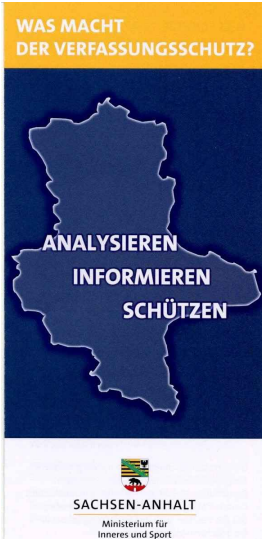 WAS MACHT
DER VERFASSUNGSSCHUTZ?
ANALYSIEREN
INFORMIEREN
SCHÜTZEN
SACHSEN-ANHALT
Ministerium für
Inneres und Sport